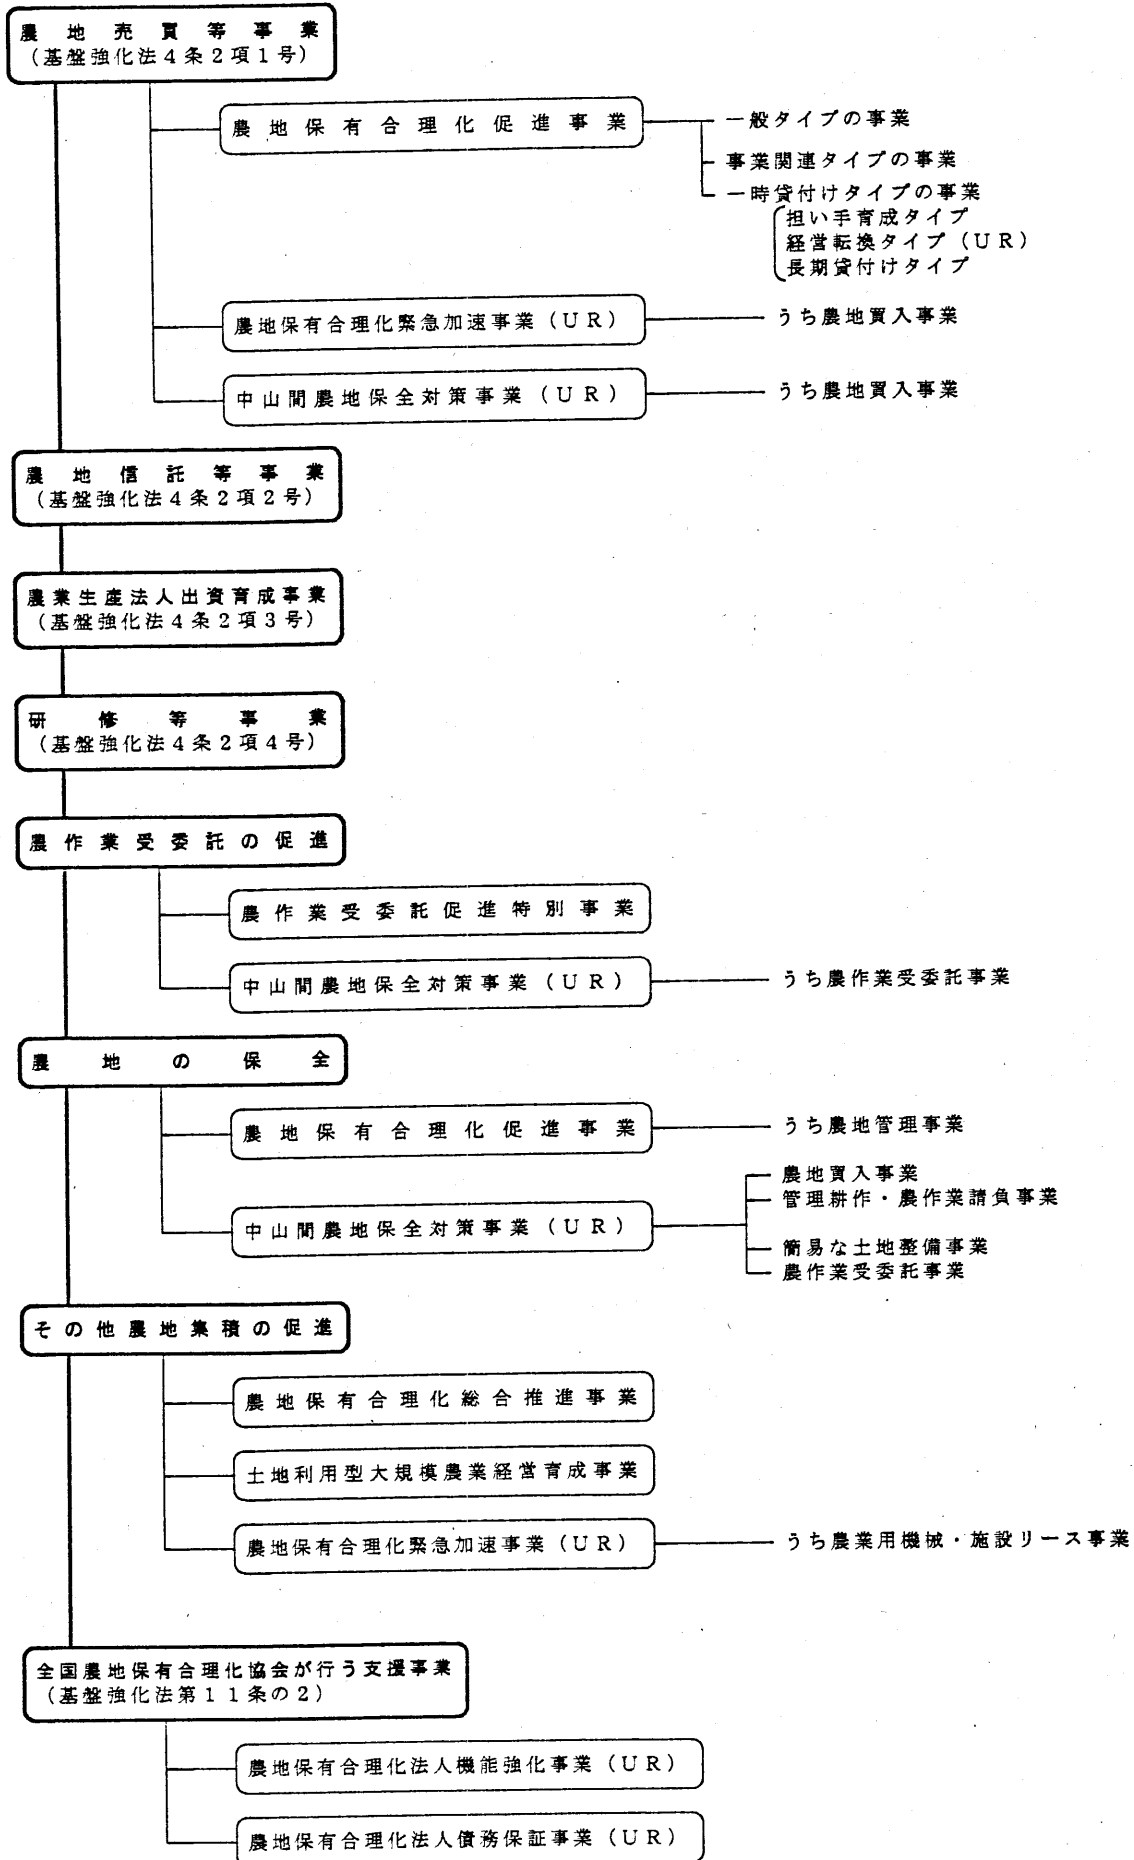 農地売買等事業
(基盤強化法4条2項1号)
農地保有合理化促進事業
一般タイプの事業
事業関連タイプの事業
一時貸付けタイプの事業
担い手育成タイプ
経営転換タイプ(UR)
長期貸付けタイプ
農地保有合理化緊急加速事業(UR)
うち農地買入事業
中山間農地保全対策事業(UR)
うち農地買入事業
農地信託等事業
(基盤強化法4条2項2号)
農業生産法人出資育成事業
(基盤強化法4条2項3号)
研修等事業
(基盤強化法4条2項4号)
農作業受委託の促進
農作業受委託促進特別事業
中山間農地保全対策事業(UR)
うち農作業受委託事業
農地の保全
農地保有合理化促進事業
うち農地管理事業
中山間農地保全対策事業(UR)
農地買入事業
管理耕作・農作業請負事業
簡易な土地整備事業
農作業受委託事業
その他農地集積の促進
農地保有合理化総合推進事業
土地利用型大規模農業経営育成事業
農地保有合理化緊急加速事業(UR)
うち農業用機械・施設リース事業
全国農地保有合理化協会が行う支援事業
(基盤強化法第11条の2)
農地保有合理化法人機能強化事業(UR)
農地保有合理化法人債務保証事業(UR)